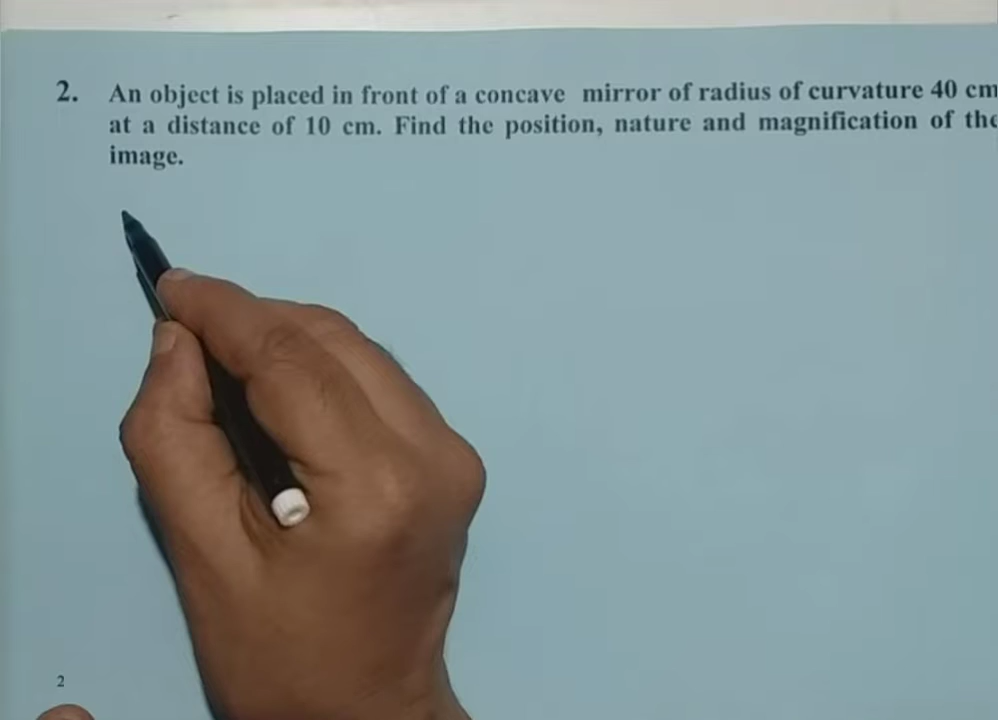 2. An object is placed in front of a concave mirror of radius of curvature 40 cm
at a distance of 10 cm. Find the position, nature and magnification of the
image.
2